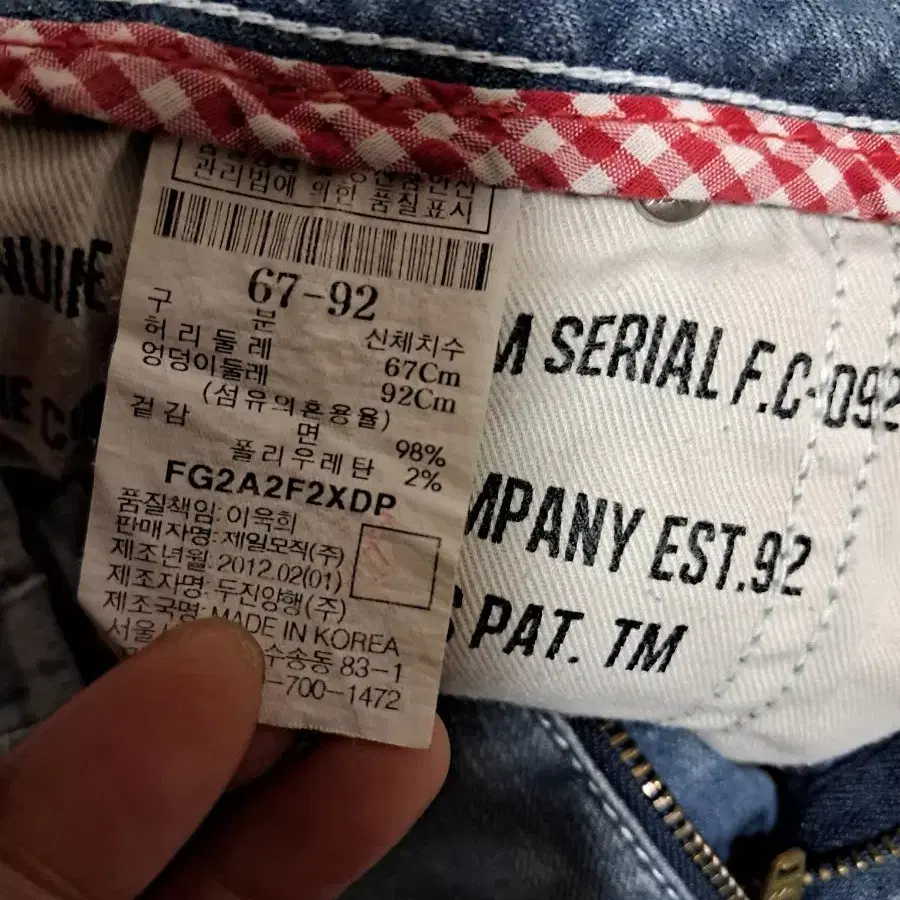 관리법에 의한 품질표시
67-92
구 분 신체치수
허리둘레 67Cm
엉덩이둘레 92Cm
(섬유의혼용율)
겉감 면 98%
폴리우레탄 2%
FG2A2F2XDP
품질책임: 이욱희
판매자명: 제일모직(주)
제조년월: 2012.02(01)
제조자명: 두진양행(주)
제조국명: MADE IN KOREA
서울 수송동 83-1
-700-1472
M SERIAL F.C-092
MPANY EST.92
PAT. TM